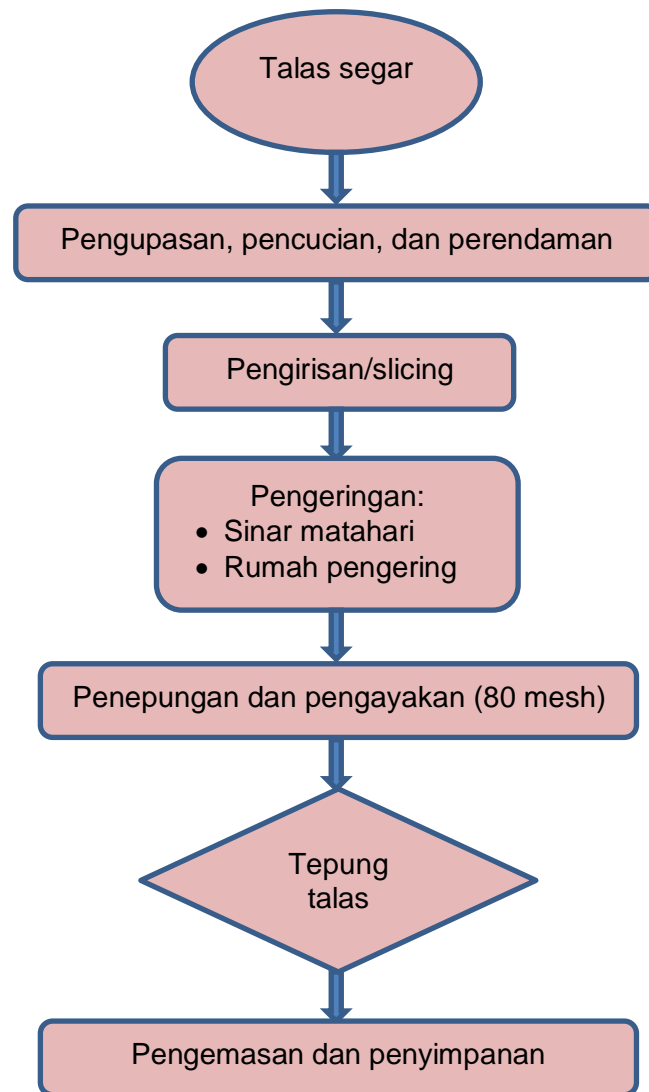 Talas segar
Pengupasan, pencucian, dan perendaman
Pengirisan/slicing
Pengeringan:
• Sinar matahari
• Rumah pengering
Penepungan dan pengayakan (80 mesh)
Tepung
talas
Pengemasan dan penyimpanan